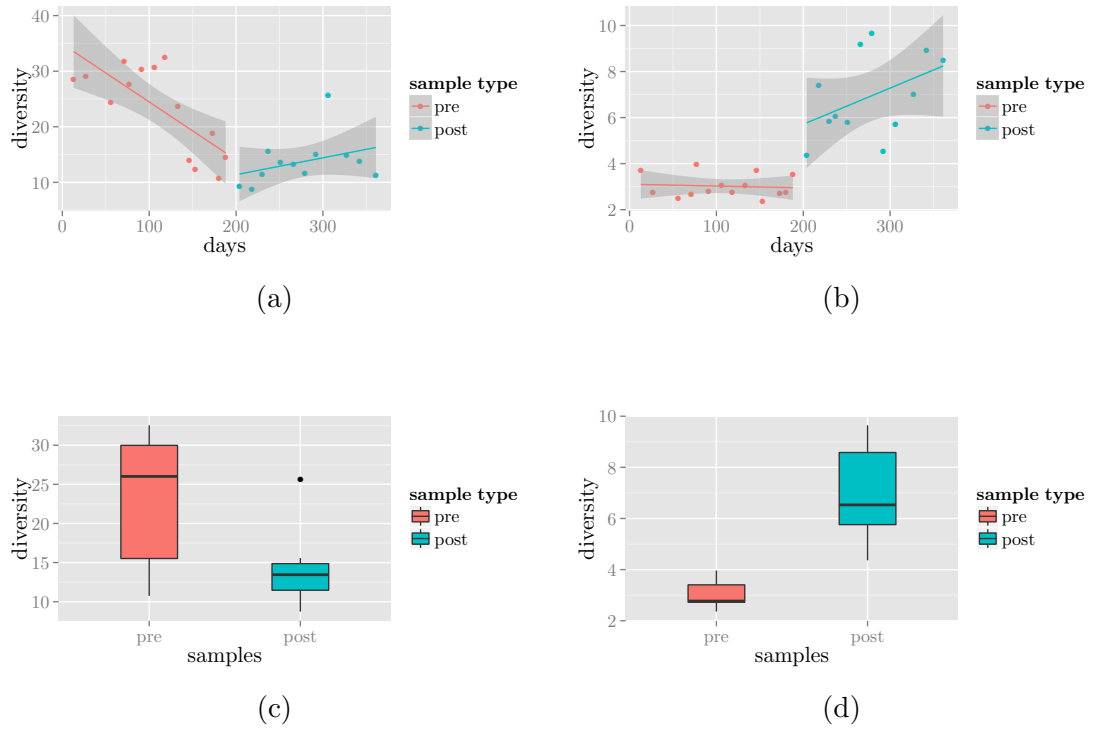 40
30
20
10
diversity
0
100
200
300
days
sample type
pre
post
(a)
10
8
6
4
2
diversity
0
100
200
300
days
sample type
pre
post
(b)
30
25
20
15
10
diversity
pre
post
samples
sample type
pre
post
(c)
10
8
6
4
2
diversity
pre
post
samples
sample type
pre
post
(d)